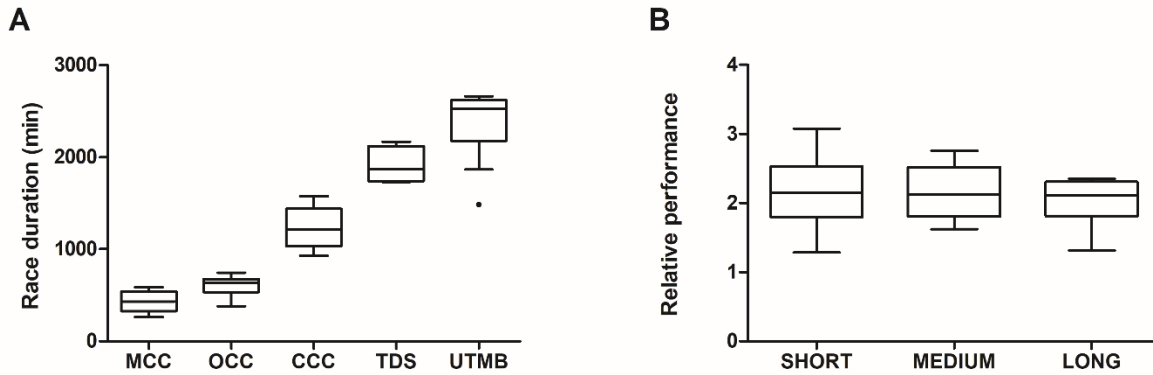 A
Race duration (min)
3000
2000
1000
0
MCC OCC CCC TDS UTMB
B
Relative performance
4
3
2
1
0
SHORT MEDIUM LONG